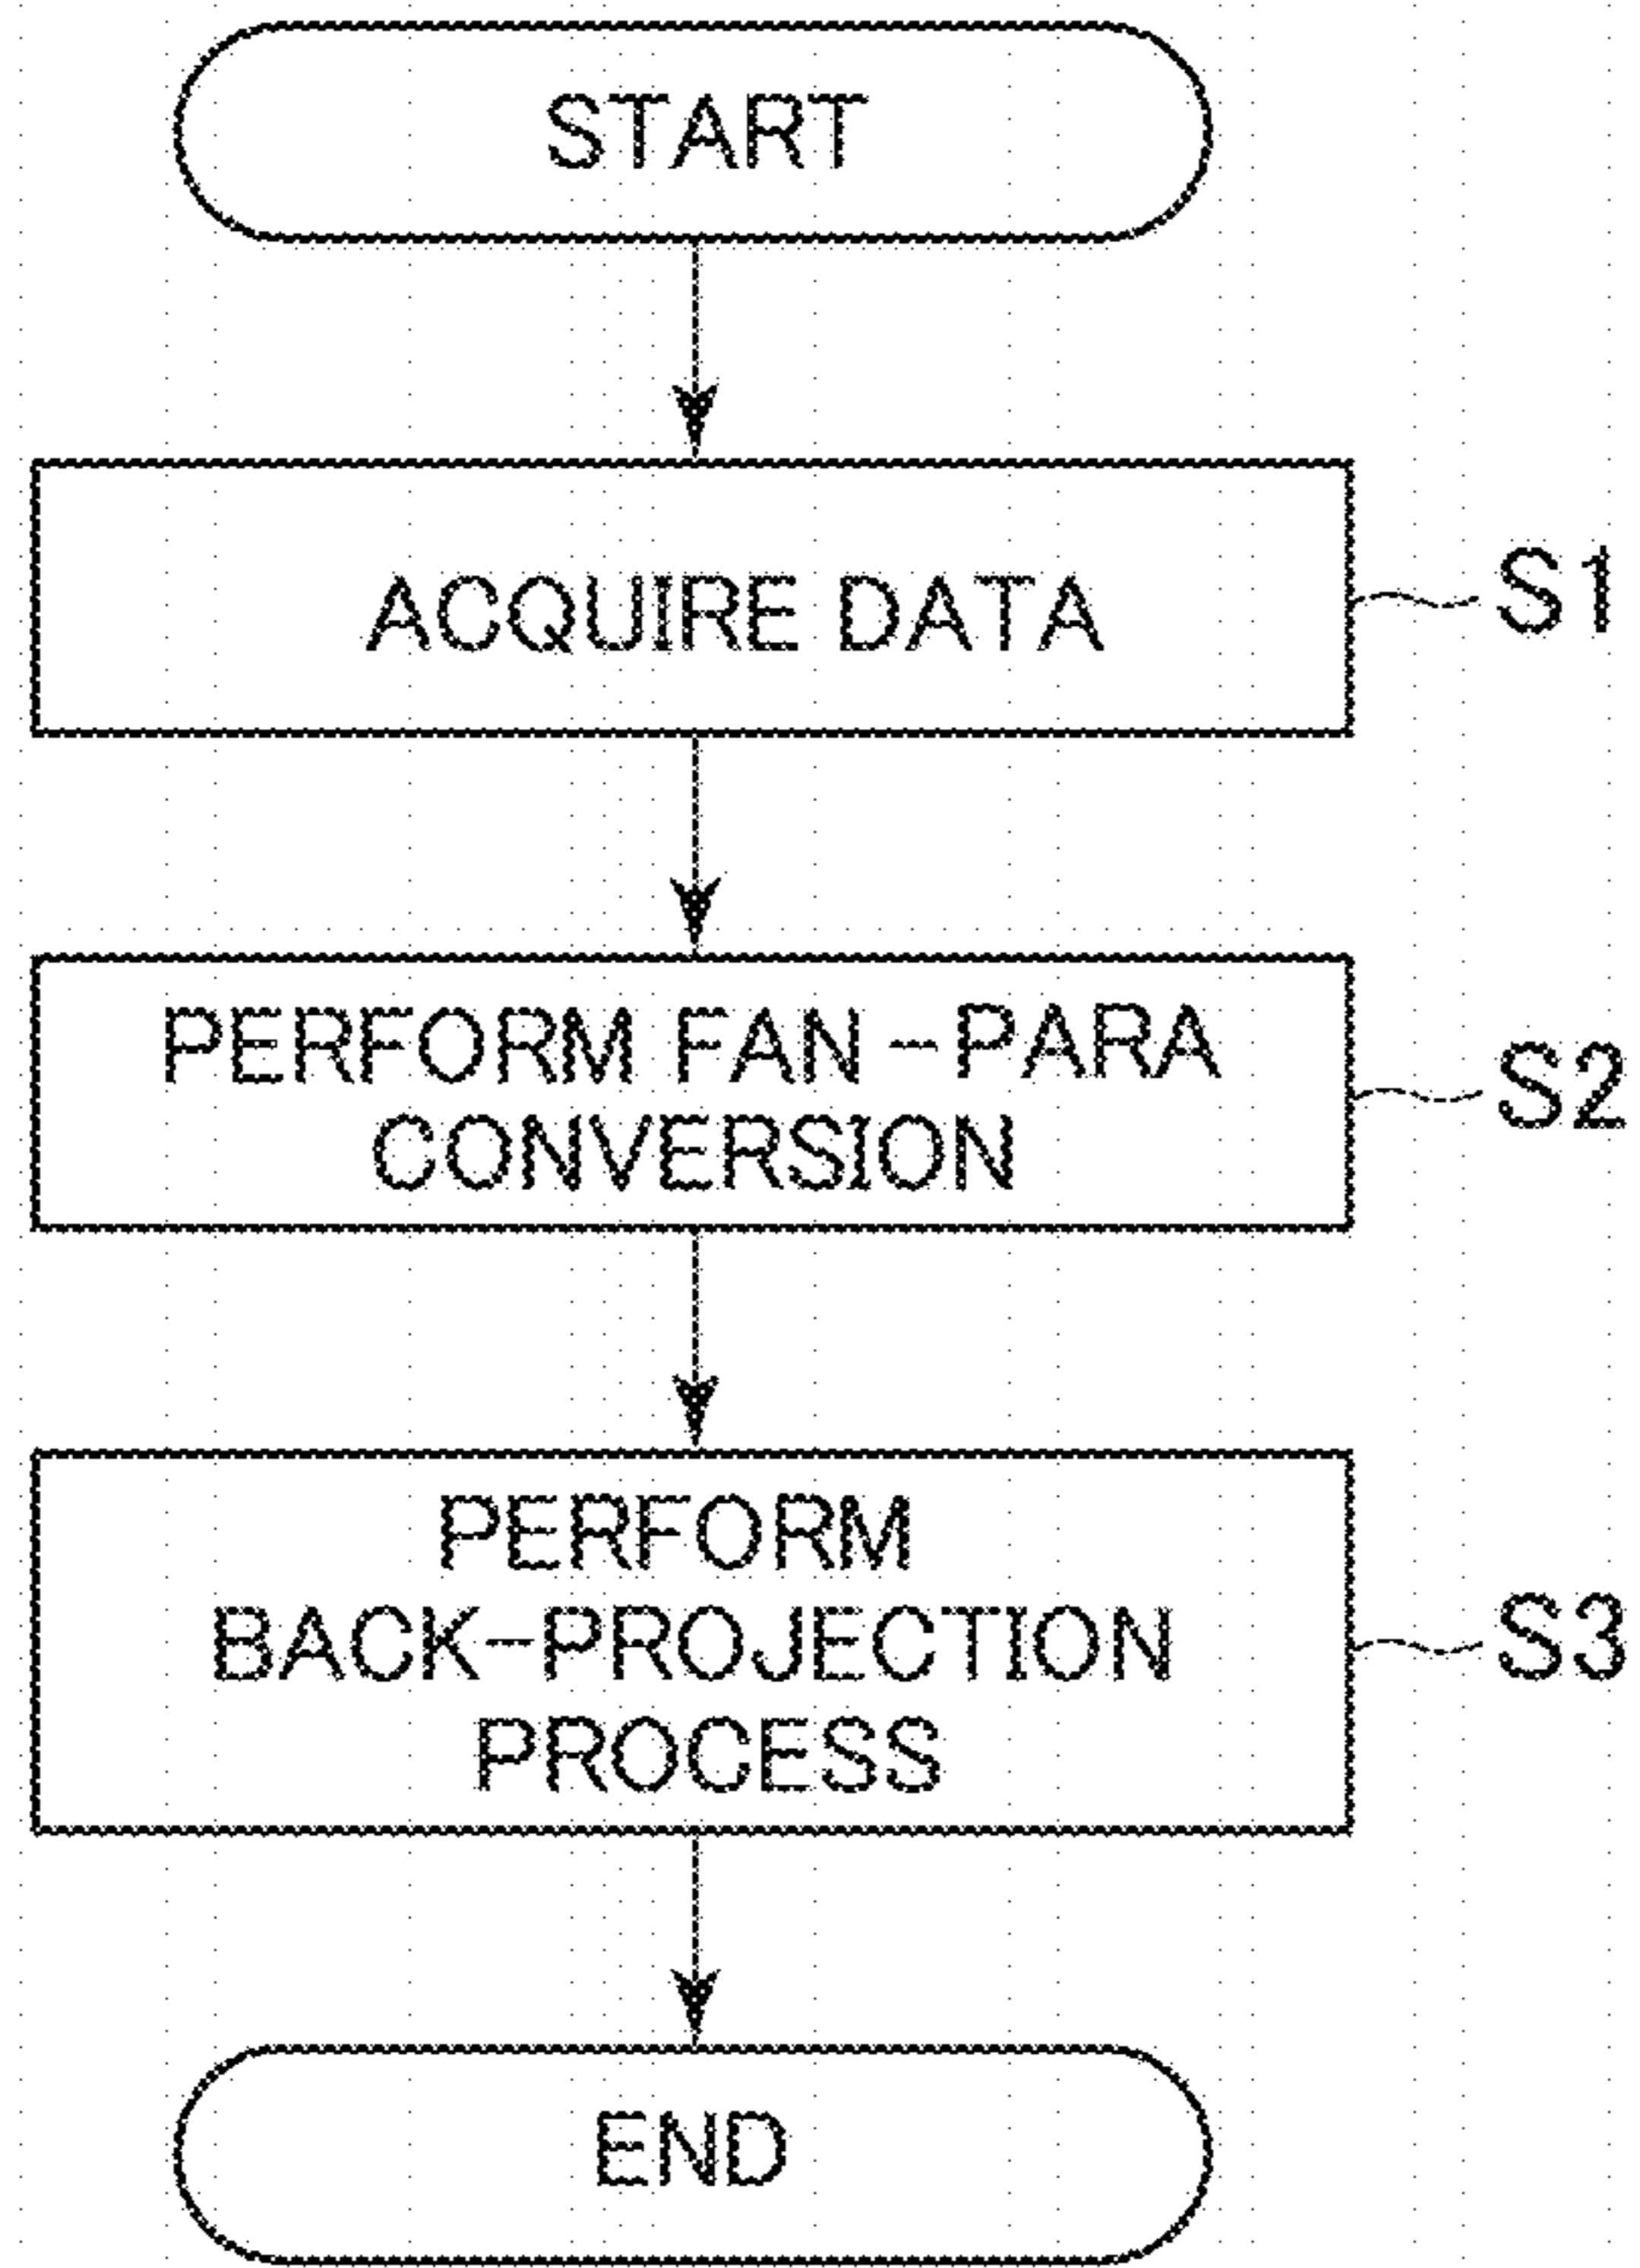 START
ACQUIRE DATA
S1
PERFORM FAN-PARA
CONVERSION
S2
PERFORM
BACK-PROJECTION
PROCESS
S3
END